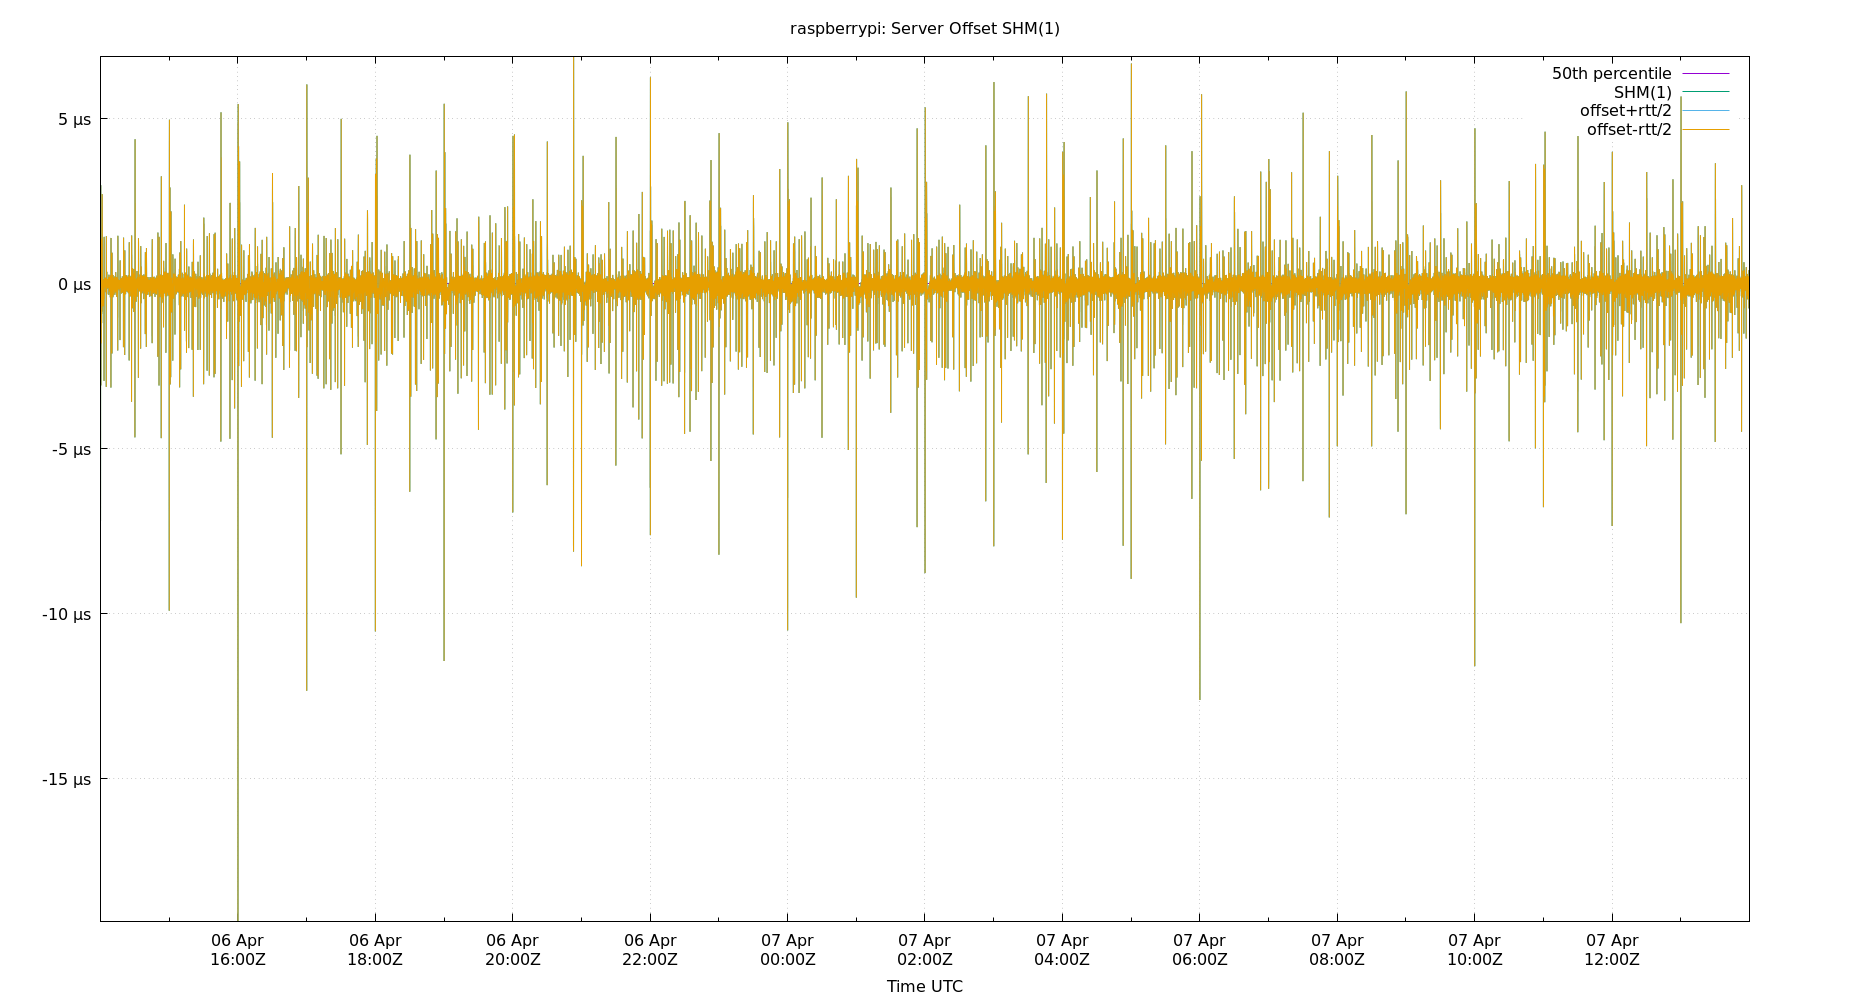 raspberrypi: Server Offset SHM(1)
50th percentile
SHM(1)
offset+rtt/2
offset-rtt/2
5 µs
0 µs
-5 µs
-10 µs
-15 µs
06 Apr 06 Apr 06 Apr 06 Apr 07 Apr 07 Apr 07 Apr 07 Apr 07 Apr 07 Apr 07 Apr
16:00Z 18:00Z 20:00Z 22:00Z 00:00Z 02:00Z 04:00Z 06:00Z 08:00Z 10:00Z 12:00Z
Time UTC